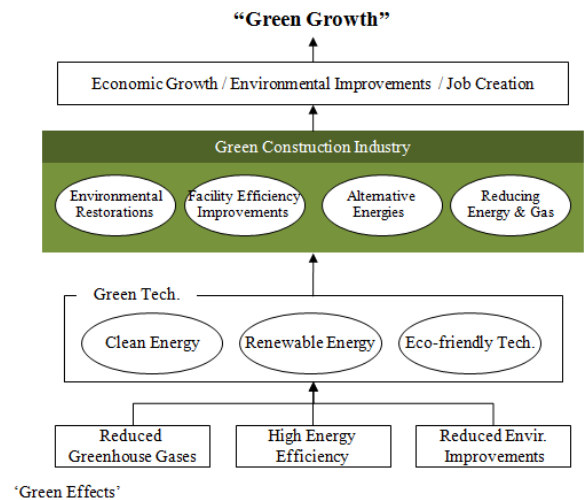 “Green Growth”
Economic Growth / Environmental Improvements / Job Creation
Green Construction Industry
Environmental
Restorations
Facility Efficiency
Improvements
Alternative
Energies
Reducing
Energy & Gas
Green Tech.
Clean Energy
Renewable Energy
Eco-friendly Tech.
Reduced
Greenhouse Gases
High Energy
Efficiency
Reduced Envir.
Improvements
‘Green Effects’